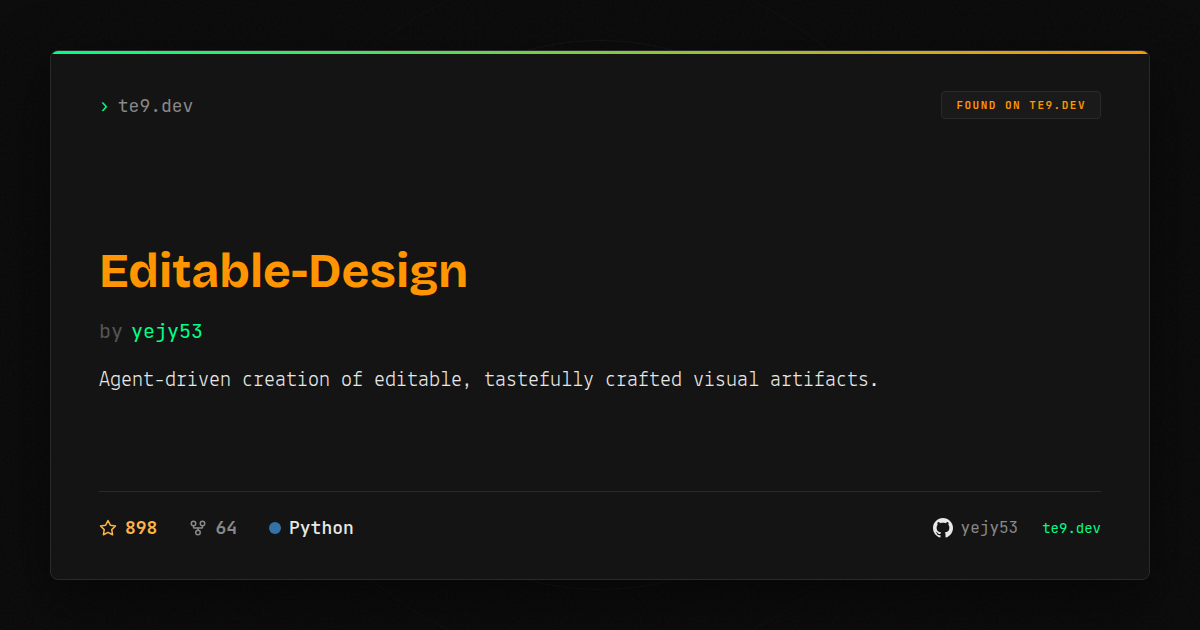 › te9.dev
FOUND ON TE9.DEV
Editable-Design
by yejy53
Agent-driven creation of editable, tastefully crafted visual artifacts.
898 64 Python
yejy53 te9.dev